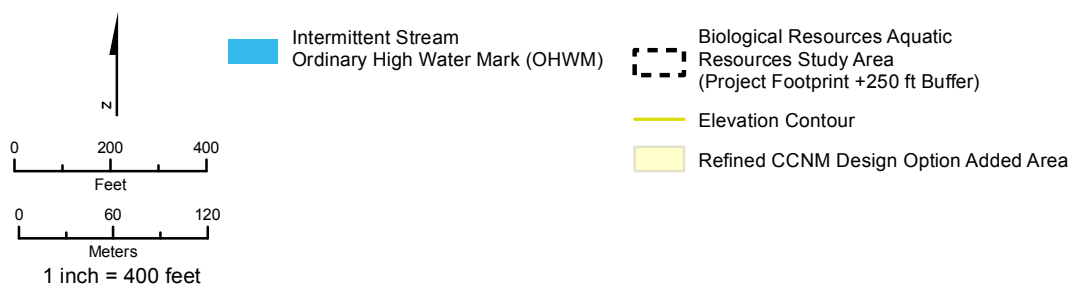 Z
0 200 400
Feet
0 60 120
Meters
1 inch = 400 feet
Intermittent Stream
Ordinary High Water Mark (OHWM)
Biological Resources Aquatic
Resources Study Area
(Project Footprint +250 ft Buffer)
Elevation Contour
Refined CCNM Design Option Added Area